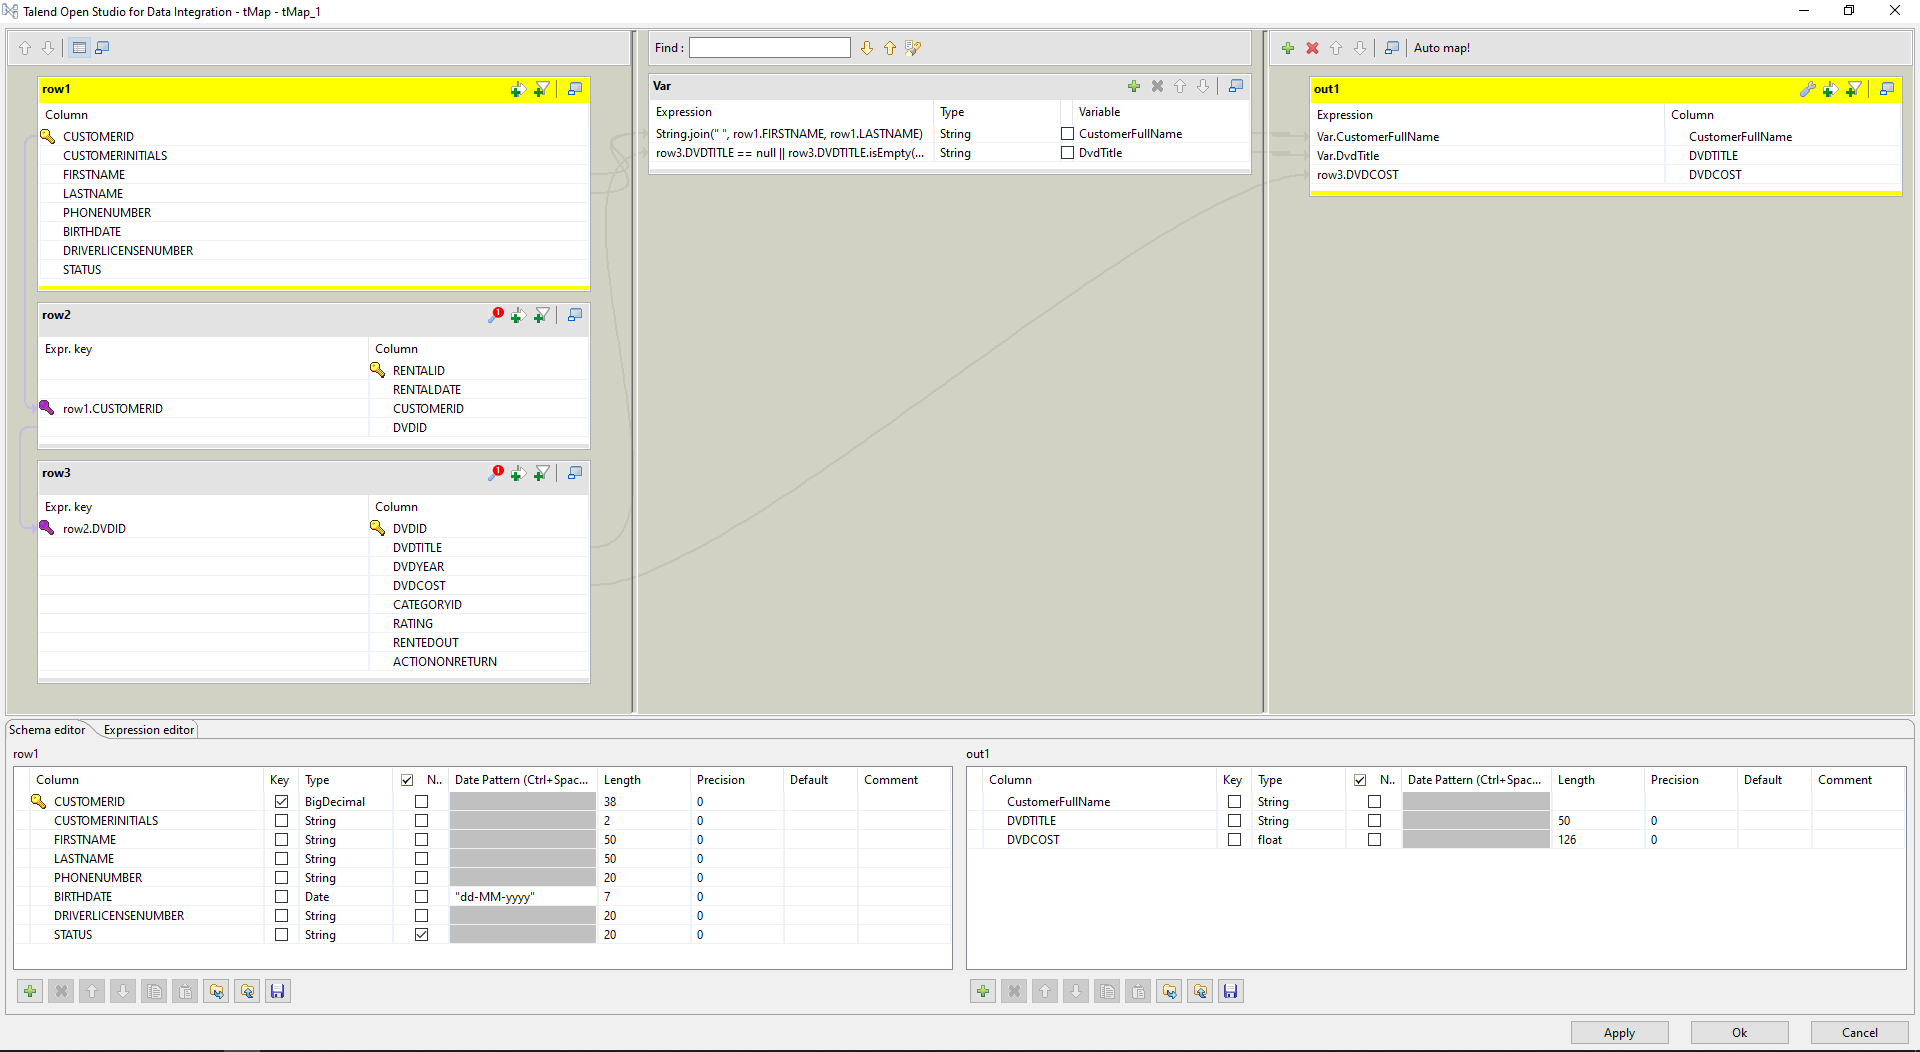 Talend Open Studio for Data Integration - tMap - tMap_1
row1
Column
CUSTOMERID
CUSTOMERINITIALS
FIRSTNAME
LASTNAME
PHONENUMBER
BIRTHDATE
DRIVERLICENSENUMBER
STATUS
row2
Expr. key Column
RENTALID
RENTALDATE
row1.CUSTOMERID CUSTOMERID
DVDID
row3
Expr. key Column
row2.DVDID DVDID
DVDTITLE
DVDYEAR
DVDCOST
CATEGORYID
RATING
RENTEDOUT
ACTIONONRETURN
Find :
Var
Expression Type Variable
String.join(" ", row1.FIRSTNAME, row1.LASTNAME) String CustomerFullName
row3.DVDTITLE == null || row3.DVDTITLE.isEmpty(... String DvdTitle
Auto map!
out1
Expression Column
Var.CustomerFullName CustomerFullName
Var.DvdTitle DVDTITLE
row3.DVDCOST DVDCOST
Schema editor Expression editor
row1
Column Key Type N.. Date Pattern (Ctrl+Spac... Length Precision Default Comment
CUSTOMERID BigDecimal 38 0
CUSTOMERINITIALS String 2 0
FIRSTNAME String 50 0
LASTNAME String 50 0
PHONENUMBER String 20 0
BIRTHDATE Date "dd-MM-yyyy" 7 0
DRIVERLICENSENUMBER String 20 0
STATUS String 20 0
out1
Column Key Type N.. Date Pattern (Ctrl+Spac... Length Precision Default Comment
CustomerFullName String
DVDTITLE String 50 0
DVDCOST float 126 0
Apply Ok Cancel